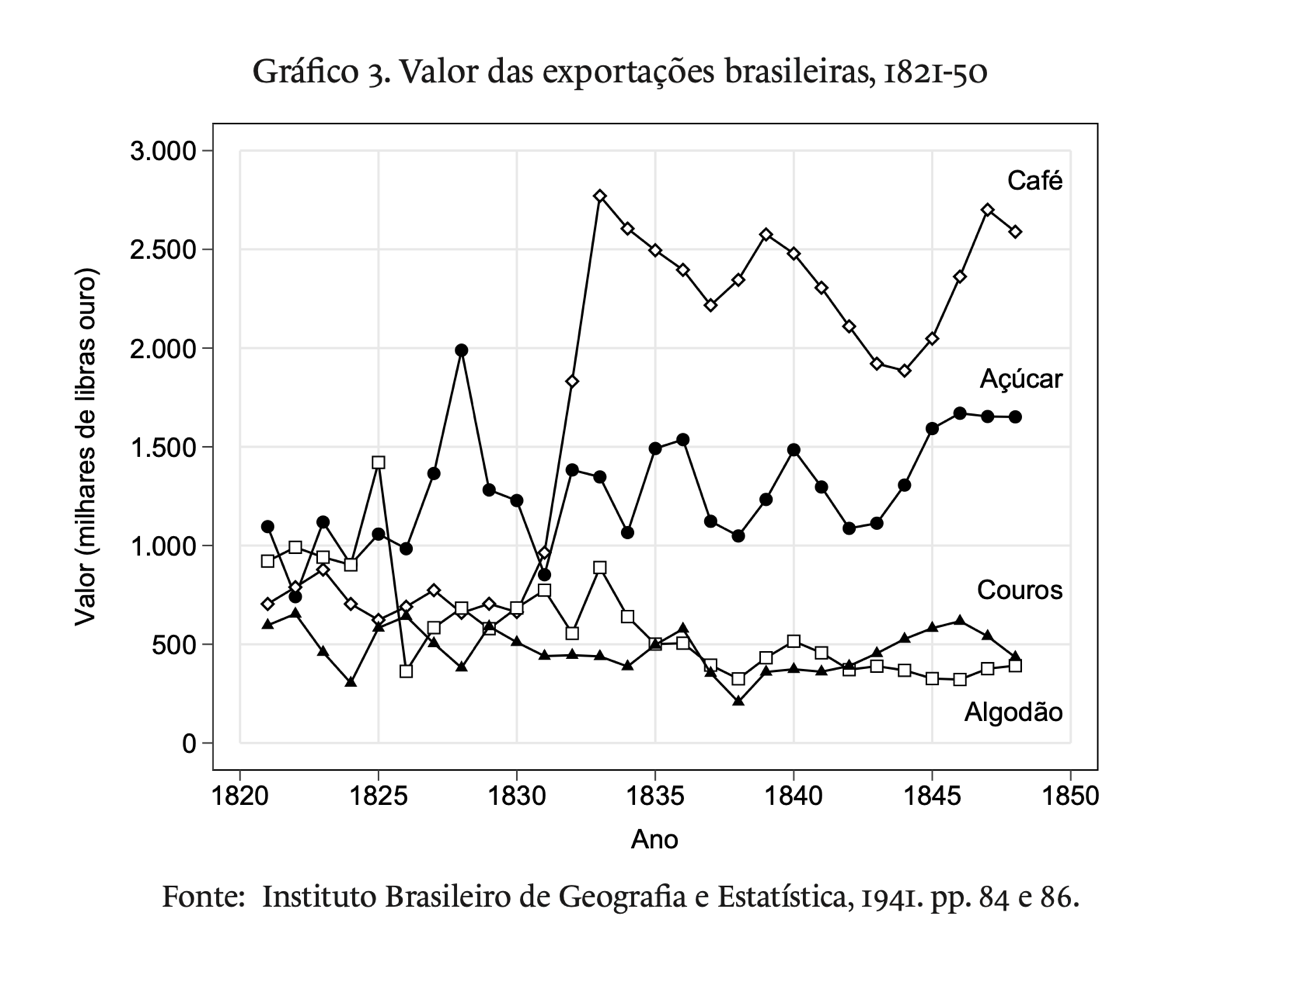 Gráfico 3. Valor das exportações brasileiras, 1821-50
3.000
2.500
2.000
1.500
1.000
500
0
Valor (milhares de libras ouro)
Café
Açúcar
Couros
Algodão
1820 1825 1830 1835 1840 1845 1850
Ano
Fonte: Instituto Brasileiro de Geografia e Estatística, 1941. pp. 84 e 86.